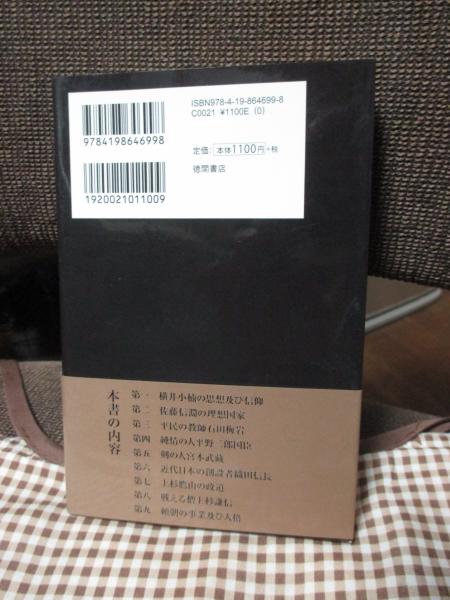 ISBN978-4-19-864699-8
C0021 ¥1100E (0)
9784198646998
定価：本体1100円+税
徳間書店
1920021011009
本書の内容
第一 横井小楠の思想及び信仰
第二 佐藤信淵の理想国家
第三 平民の教師石田梅岩
第四 純情の人平野二郎国臣
第五 剣の人宮本武蔵
第六 近代日本の創設者織田信長
第七 上杉鷹山の政道
第八 戦える僧上杉謙信
第九 頼朝の事業及び人格